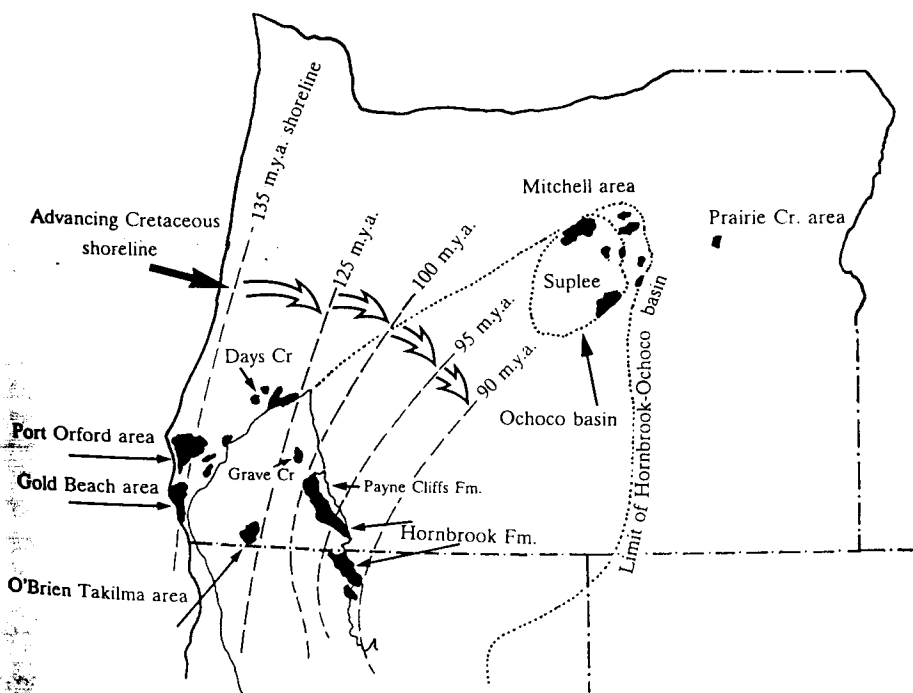 135 m.y.a. shoreline
Advancing Cretaceous
shoreline
125 m.y.a.
100 m.y.a.
95 m.y.a.
90 m.y.a.
Mitchell area
Prairie Cr. area
Suplee
Ochoco basin
Limit of Hornbrook-Ochoco basin
Days Cr
Port Orford area
Gold Beach area
Grave Cr
Payne Cliffs Fm.
Hornbrook Fm.
O'Brien Takilma area